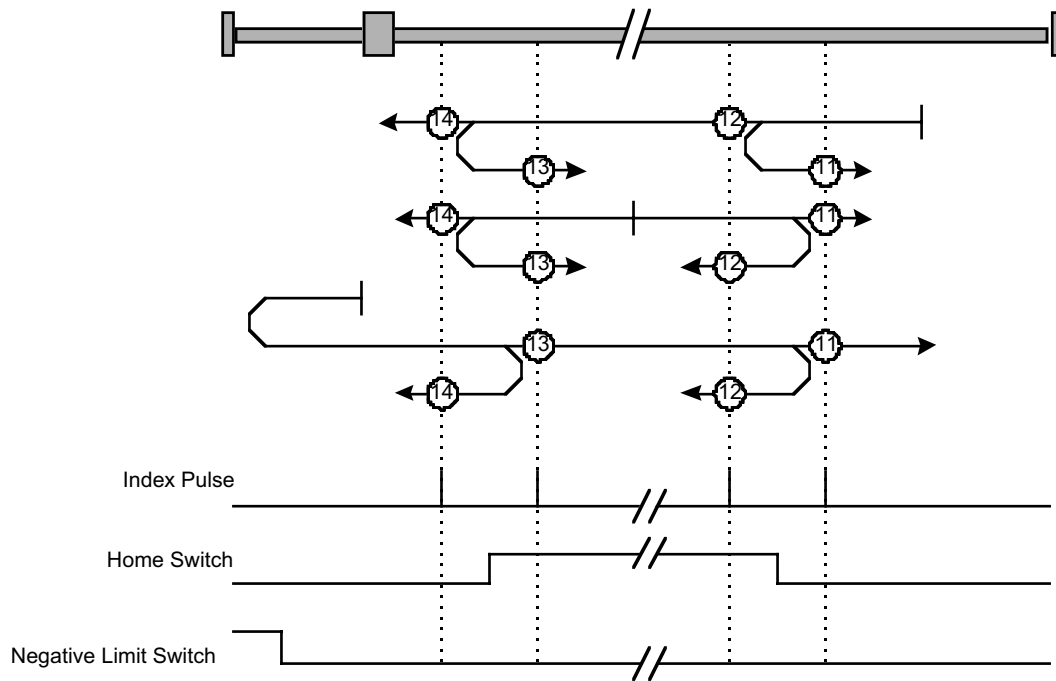 14 12
13 11
14 11
13 12
13 11
14 12
Index Pulse
Home Switch
Negative Limit Switch